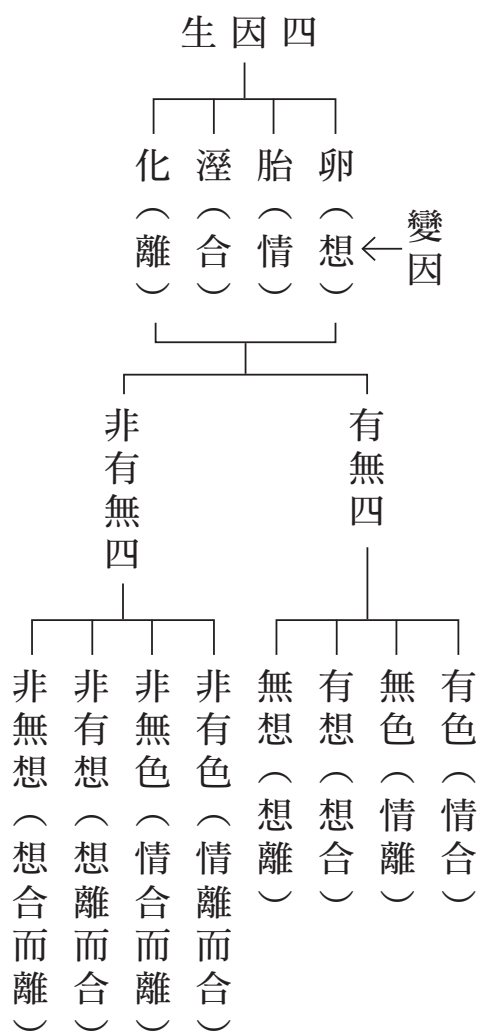 四因生
變因
卵（想）
胎（情）
溼（合）
化（離）
有無四
非有無四
有色（情合）
無色（情離）
有想（想合）
無想（想離）
非有色（情離而合）
非無色（情合而離）
非有想（想離而合）
非無想（想合而離）